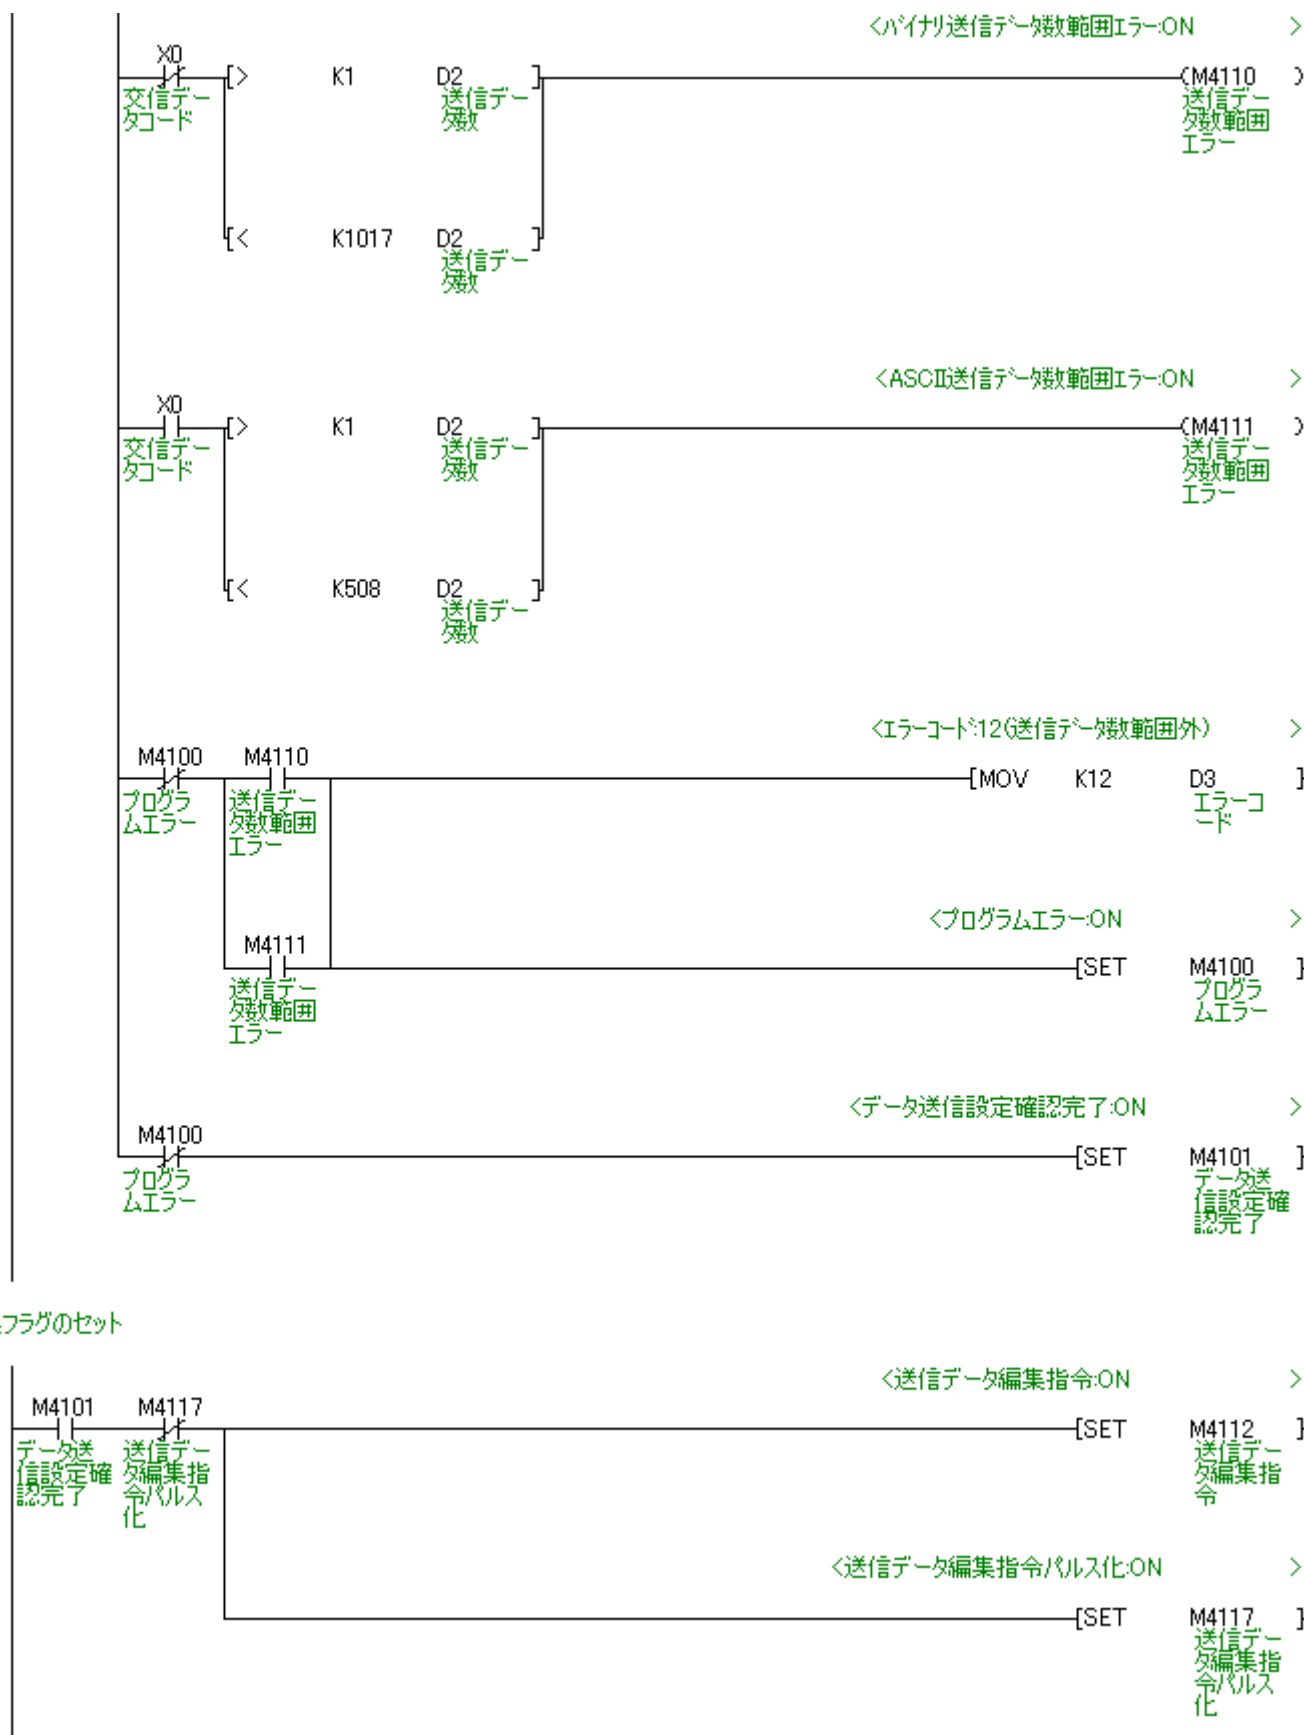 <バイナリ送信データ数範囲エラー:ON >
X0
[> K1 D2 ] (M4110 )
交信デー 送信デー 送信デー
タコード タ数 タ数範囲
エラー
[< K1017 D2 ]
送信デー
タ数
<ASCII送信データ数範囲エラー:ON >
X0
[> K1 D2 ] (M4111 )
交信デー 送信デー 送信デー
タコード タ数 タ数範囲
エラー
[< K508 D2 ]
送信デー
タ数
<エラーコード:12(送信データ数範囲外) >
M4100 M4110
[MOV K12 D3 ]
プログラ 送信デー エラーコ
ムエラー タ数範囲 ード
エラー
<プログラムエラー:ON >
M4111
[SET M4100 ]
送信デー プログラ
タ数範囲 ムエラー
エラー
<データ送信設定確認完了:ON >
M4100
[SET M4101 ]
プログラ データ送
ムエラー 信設定確
認完了
フラグのセット
<送信データ編集指令:ON >
M4101 M4117
[SET M4112 ]
データ送 送信デー 送信デー
信設定確 タ編集指 タ編集指
認完了 令パルス 令
化
<送信データ編集指令パルス化:ON >
[SET M4117 ]
送信デー
タ編集指
令パルス
化